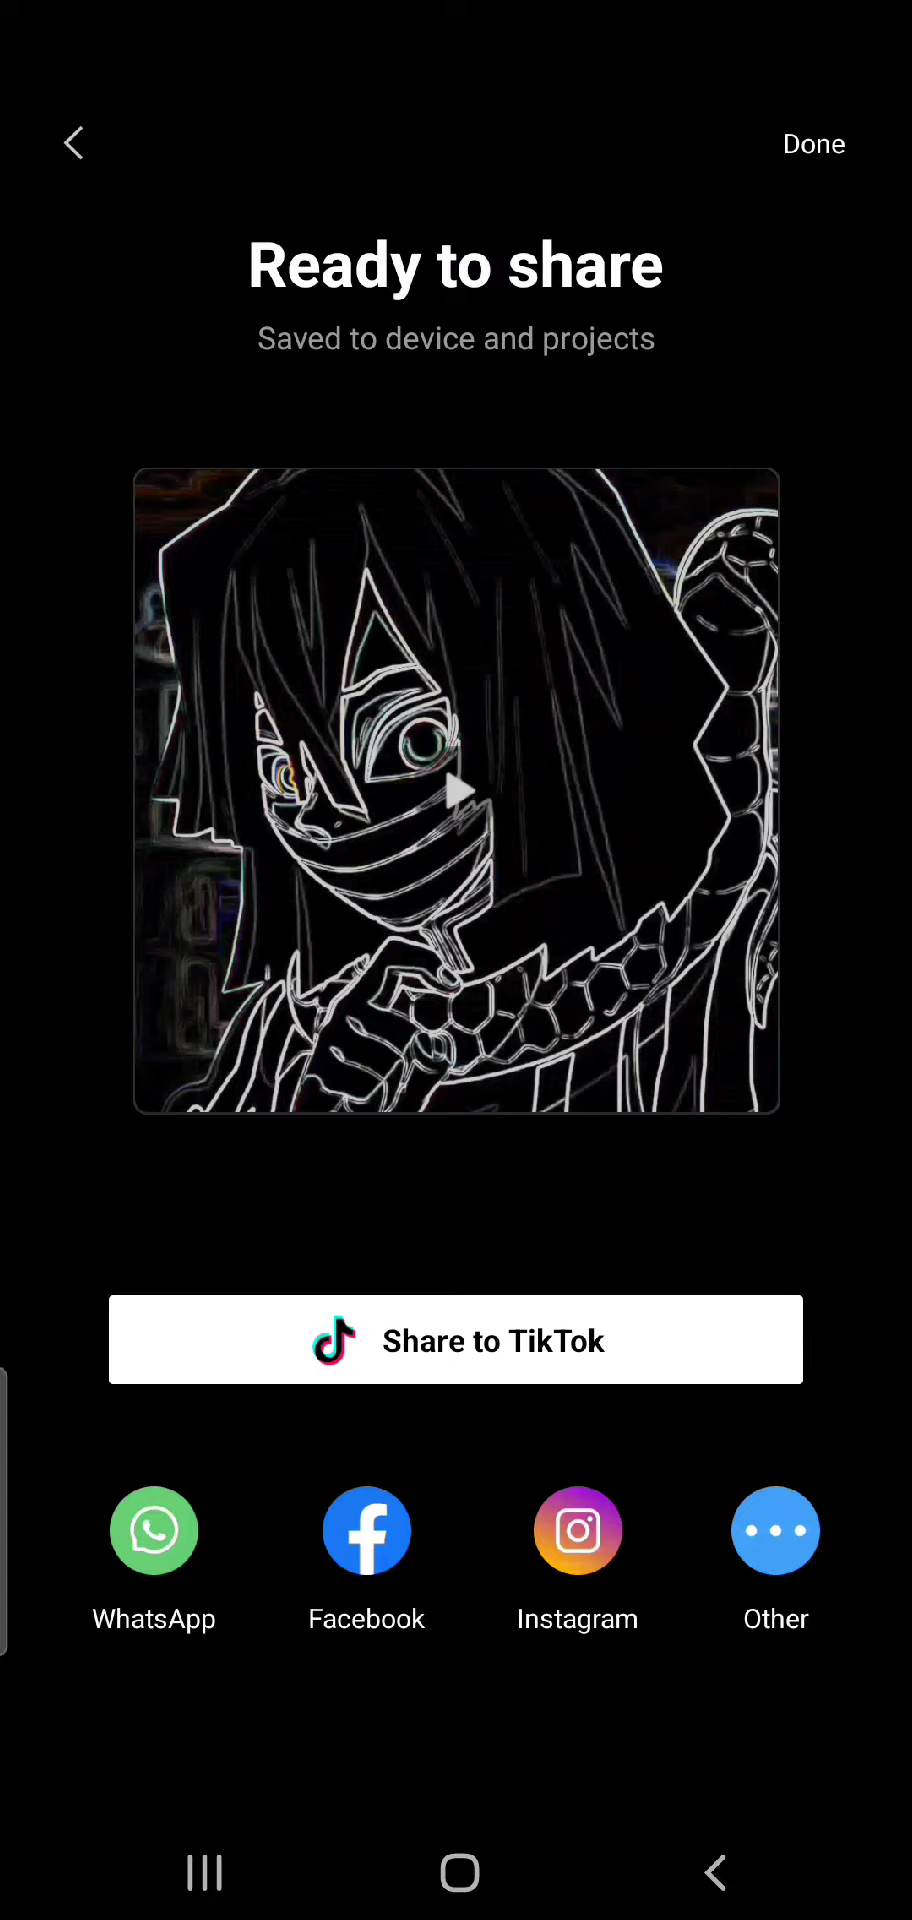 Done
Ready to share
Saved to device and projects
Share to TikTok
WhatsApp
Facebook
Instagram
Other